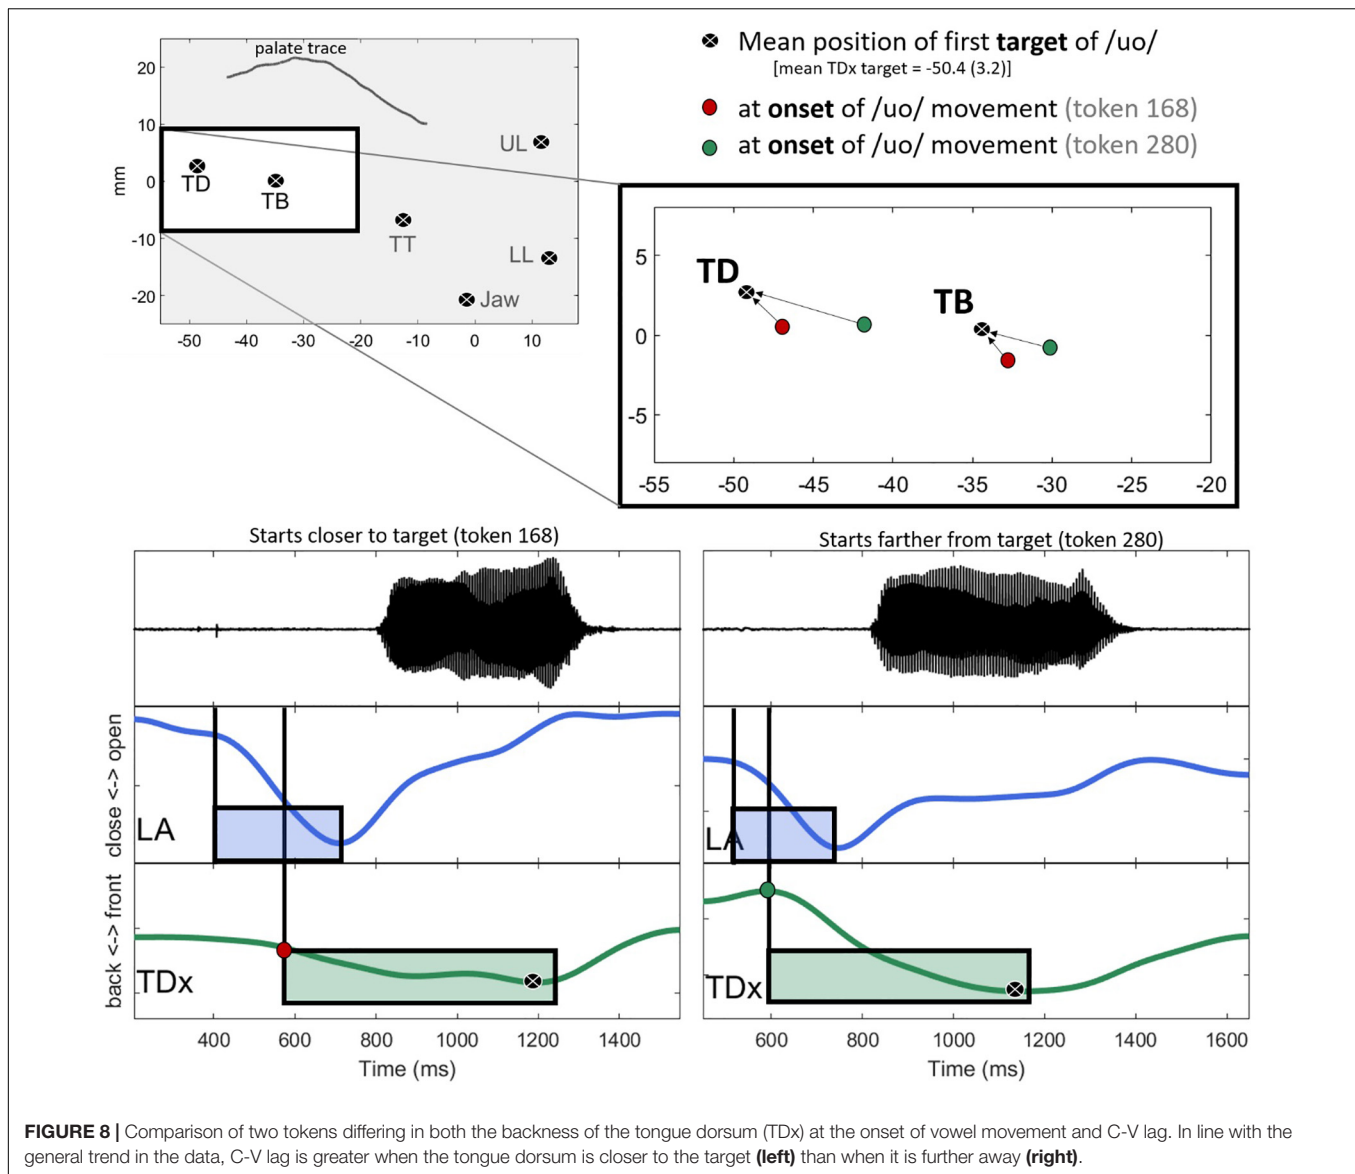 palate trace
20
10
0
-10
-20
mm
-50 -40 -30 -20 -10 0 10
TD
TB
TT
UL
LL
Jaw
Mean position of first target of /uo/
[mean TDx target = -50.4 (3.2)]
at onset of /uo/ movement (token 168)
at onset of /uo/ movement (token 280)
TD
TB
5
0
-5
-55 -50 -45 -40 -35 -30 -25 -20
Starts closer to target (token 168)
close <-> open
LA
back <-> front
TDx
400 600 800 1000 1200 1400
Time (ms)
Starts farther from target (token 280)
LA
TDx
600 800 1000 1200 1400 1600
Time (ms)
FIGURE 8 | Comparison of two tokens differing in both the backness of the tongue dorsum (TDx) at the onset of vowel movement and C-V lag. In line with the
general trend in the data, C-V lag is greater when the tongue dorsum is closer to the target (left) than when it is further away (right).